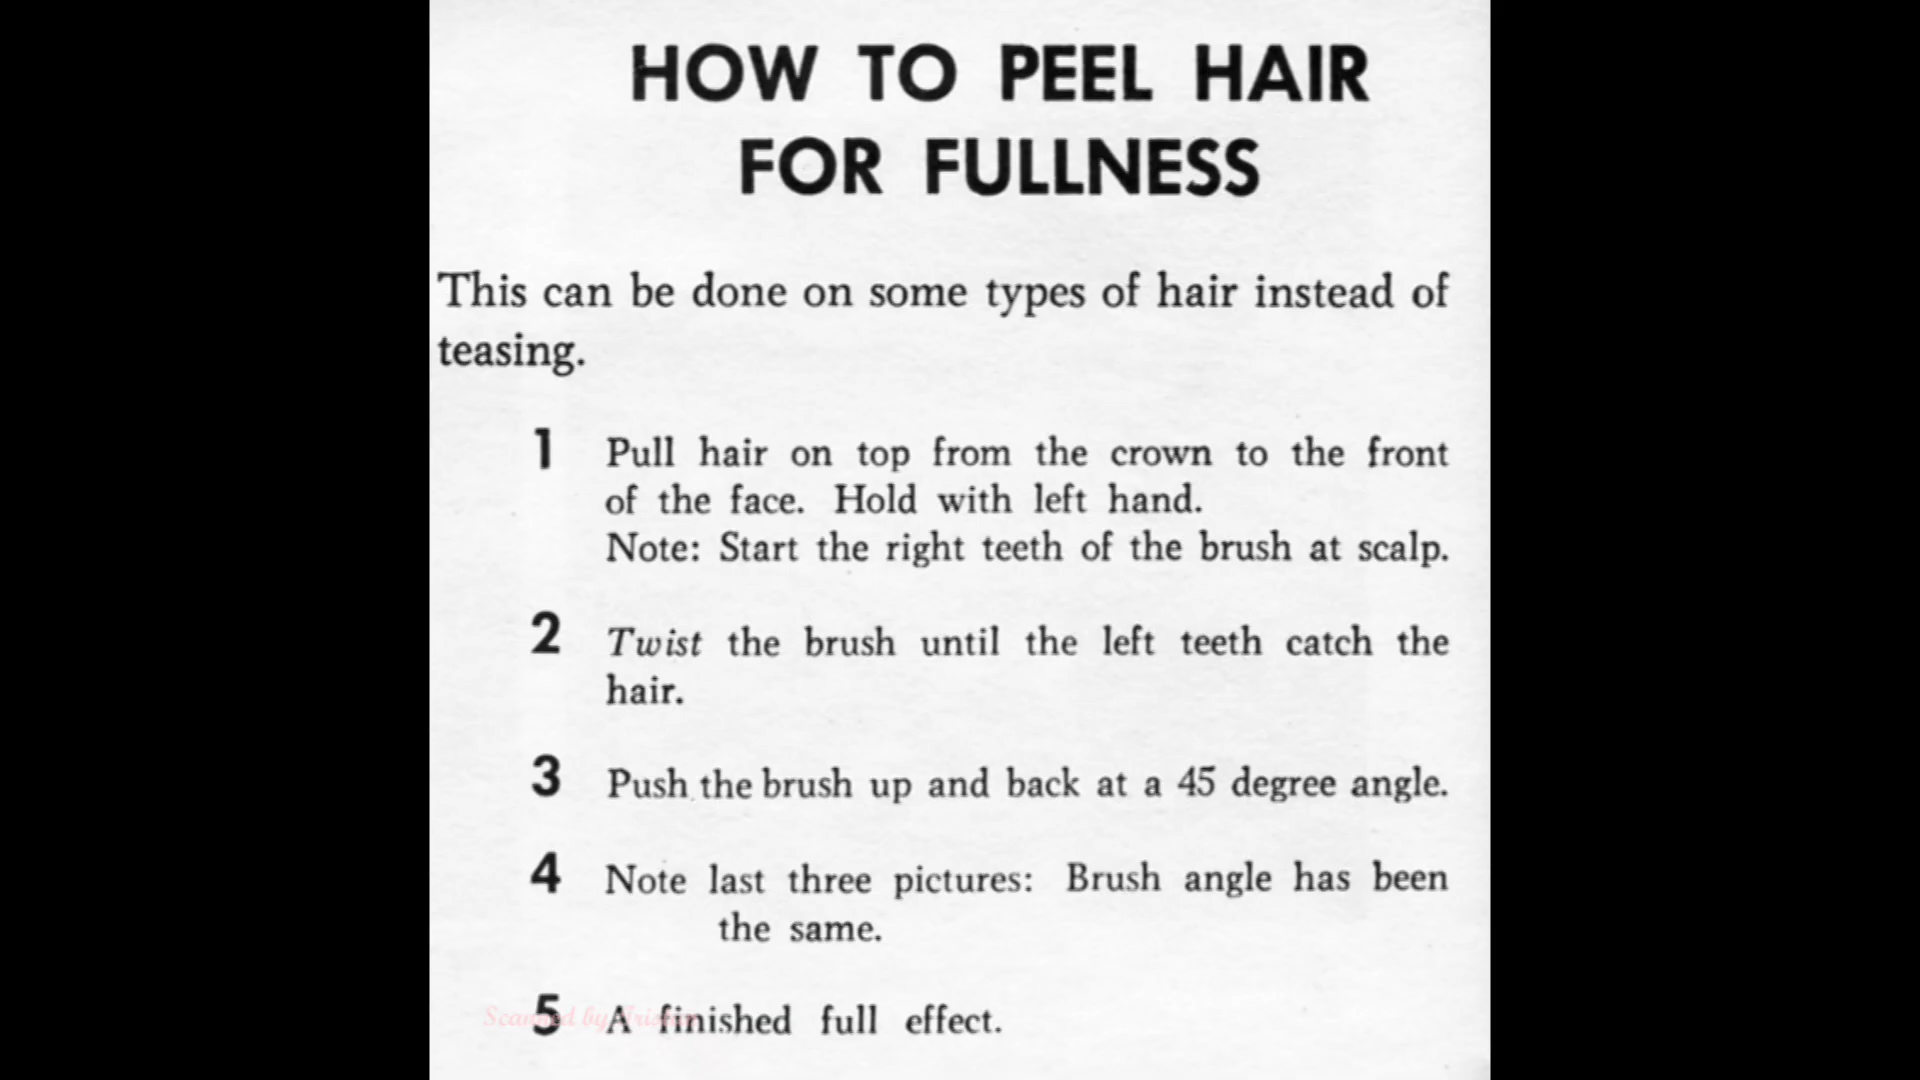 HOW TO PEEL HAIR
FOR FULLNESS
This can be done on some types of hair instead of
teasing.
1 Pull hair on top from the crown to the front
of the face. Hold with left hand.
Note: Start the right teeth of the brush at scalp.
2 Twist the brush until the left teeth catch the
hair.
3 Push the brush up and back at a 45 degree angle.
4 Note last three pictures: Brush angle has been
the same.
5 A finished full effect.
Scanned by